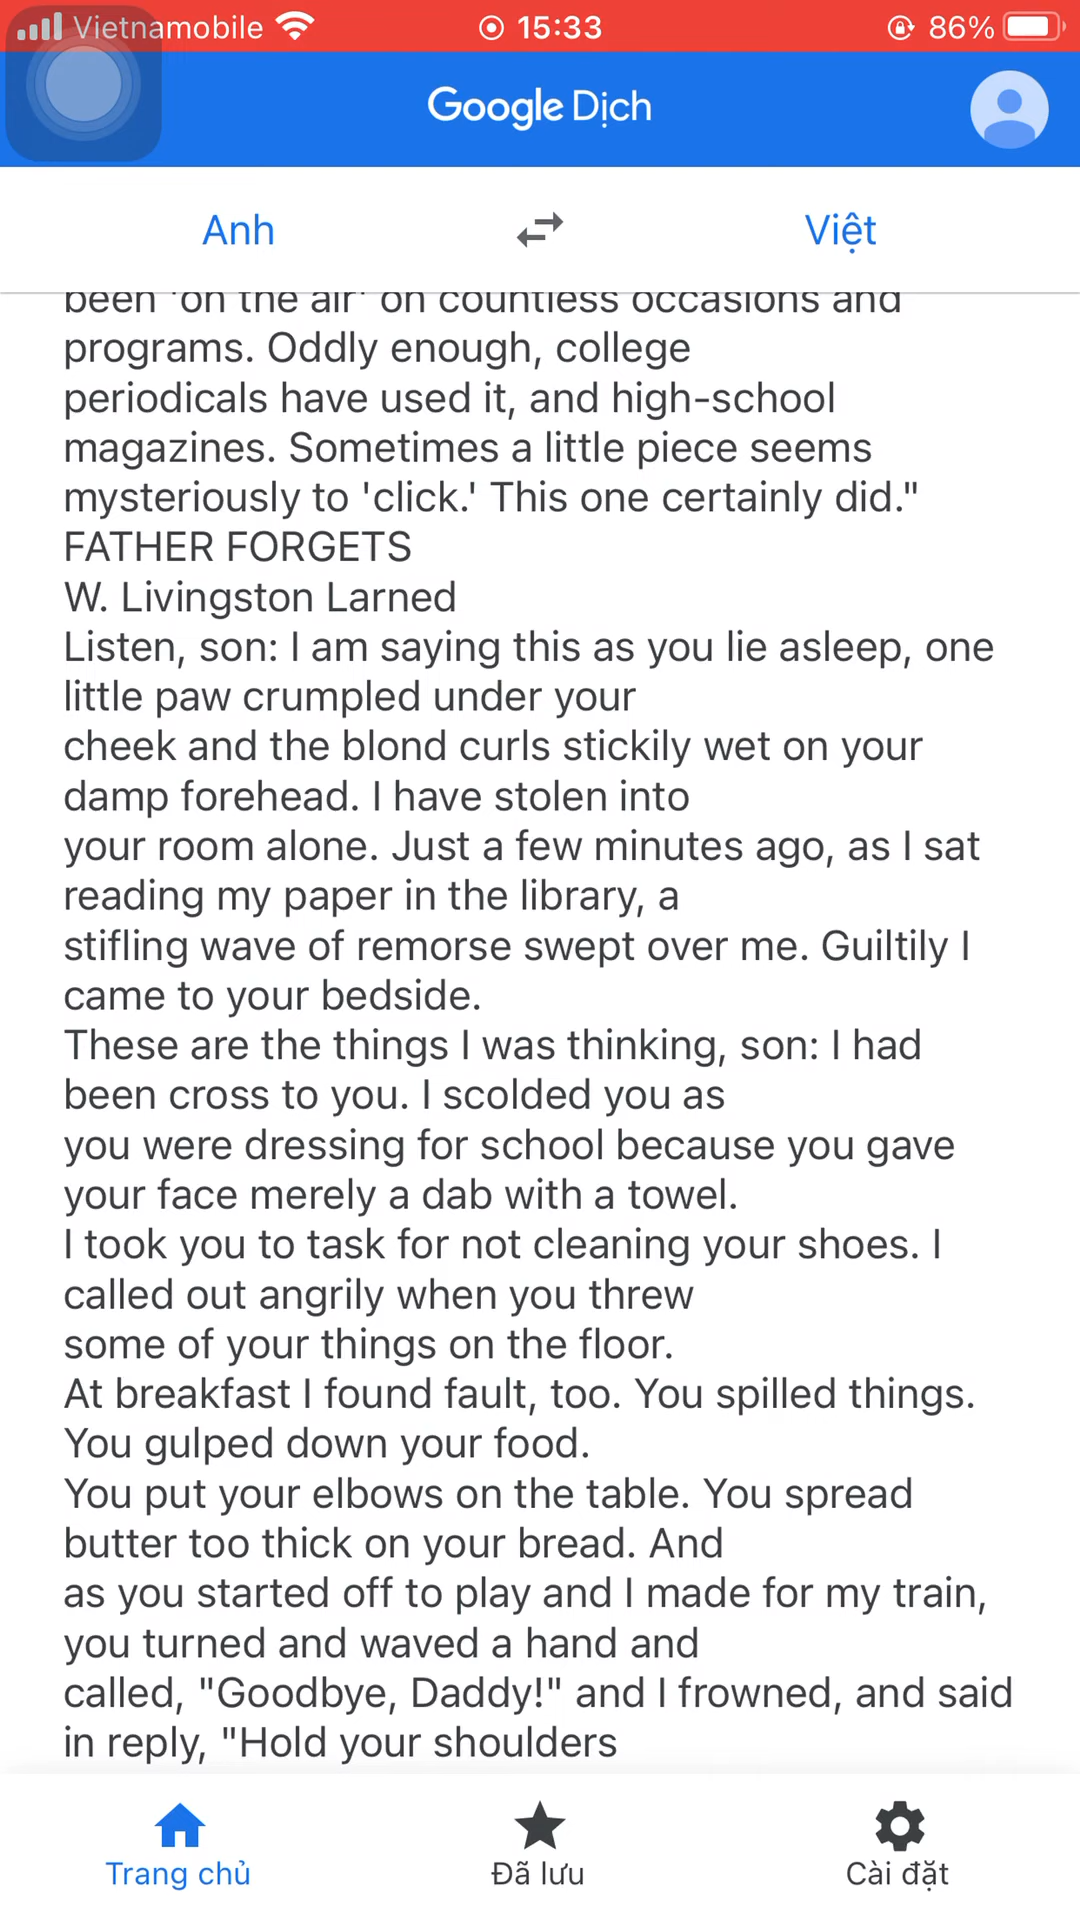 Vietnamobile
15:33
86%
Google Dịch
Anh
Việt
been 'on the air' on countless occasions and
programs. Oddly enough, college
periodicals have used it, and high-school
magazines. Sometimes a little piece seems
mysteriously to 'click.' This one certainly did."
FATHER FORGETS
W. Livingston Larned
Listen, son: I am saying this as you lie asleep, one
little paw crumpled under your
cheek and the blond curls stickily wet on your
damp forehead. I have stolen into
your room alone. Just a few minutes ago, as I sat
reading my paper in the library, a
stifling wave of remorse swept over me. Guiltily I
came to your bedside.
These are the things I was thinking, son: I had
been cross to you. I scolded you as
you were dressing for school because you gave
your face merely a dab with a towel.
I took you to task for not cleaning your shoes. I
called out angrily when you threw
some of your things on the floor.
At breakfast I found fault, too. You spilled things.
You gulped down your food.
You put your elbows on the table. You spread
butter too thick on your bread. And
as you started off to play and I made for my train,
you turned and waved a hand and
called, "Goodbye, Daddy!" and I frowned, and said
in reply, "Hold your shoulders
Trang chủ
Đã lưu
Cài đặt